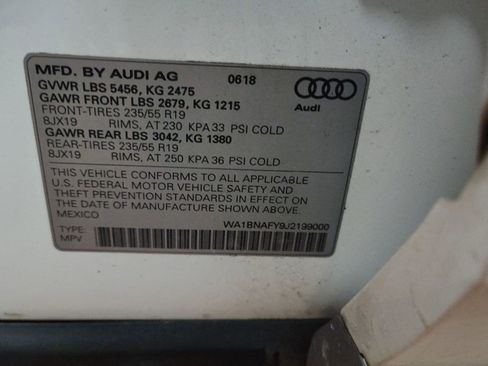 MFD. BY AUDI AG 0618
GVWR LBS 5456, KG 2475
GAWR FRONT LBS 2679, KG 1215
FRONT-TIRES 235/55 R19
8JX19 RIMS, AT 230 KPA 33 PSI COLD
GAWR REAR LBS 3042, KG 1380
REAR-TIRES 235/55 R19
8JX19 RIMS, AT 250 KPA 36 PSI COLD
Audi
THIS VEHICLE CONFORMS TO ALL APPLICABLE
U.S. FEDERAL MOTOR VEHICLE SAFETY AND
THEFT PREVENTION STANDARDS IN EFFECT ON
THE DATE OF MANUFACTURE SHOWN ABOVE.
MEXICO
WA1BNAFY9J2199000
TYPE:
MPV